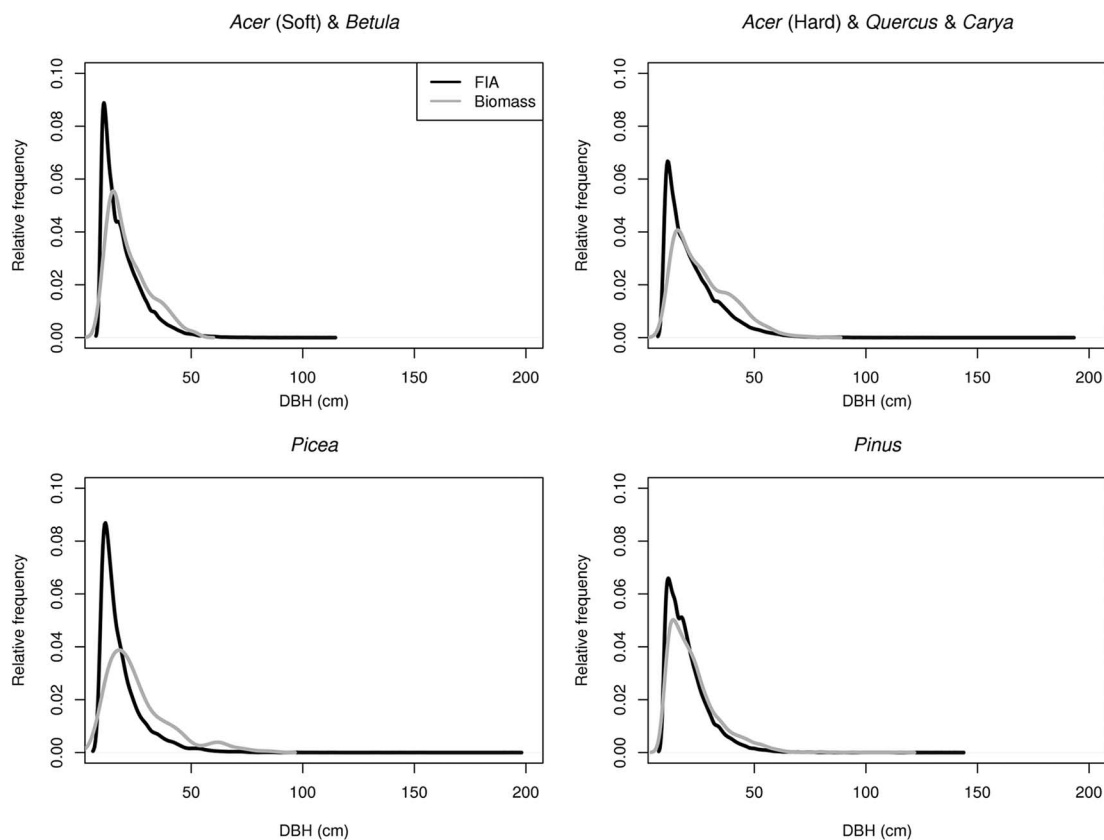 Acer (Soft) & Betula
Relative frequency
0.00 0.02 0.04 0.06 0.08 0.10
FIA
Biomass
50 100 150 200
DBH (cm)
Acer (Hard) & Quercus & Carya
Relative frequency
0.00 0.02 0.04 0.06 0.08 0.10
50 100 150 200
DBH (cm)
Picea
Relative frequency
0.00 0.02 0.04 0.06 0.08 0.10
50 100 150 200
DBH (cm)
Pinus
Relative frequency
0.00 0.02 0.04 0.06 0.08 0.10
50 100 150 200
DBH (cm)